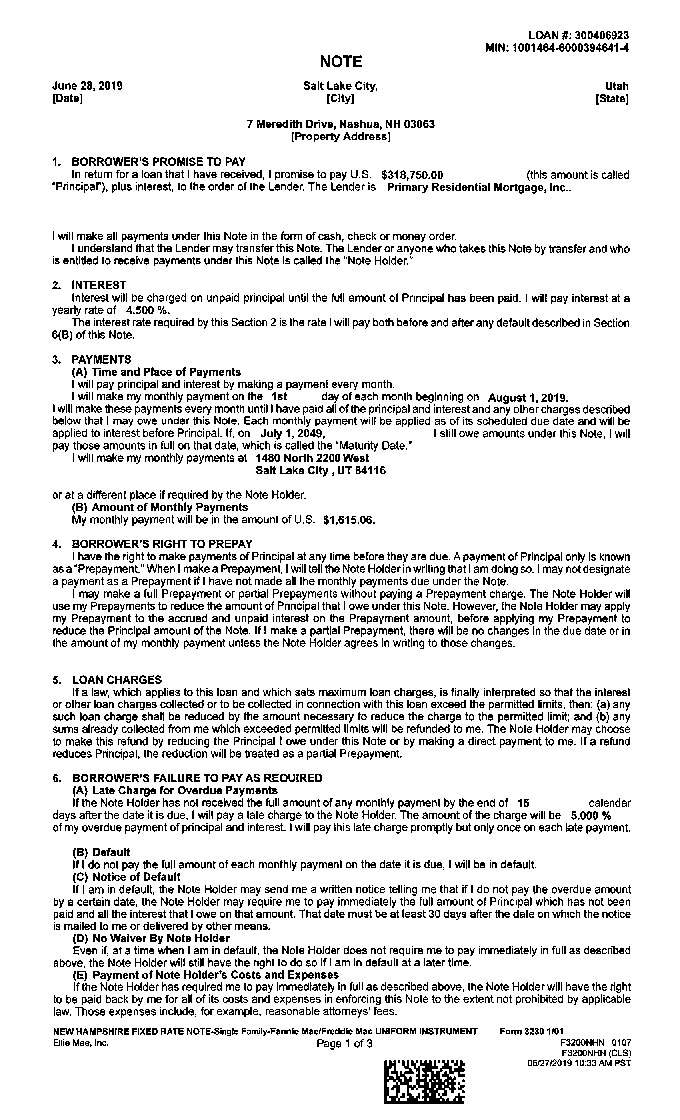 LOAN #: 300406923
MIN: 1001464-6000394641-4
NOTE
June 28, 2019 Salt Lake City, Utah
[Date] [City] [State]
7 Meredith Drive, Nashua, NH 03063
[Property Address]
1. BORROWER'S PROMISE TO PAY
In return for a loan that I have received, I promise to pay U.S. $318,750.00 (this amount is called
"Principal"), plus interest, to the order of the Lender. The Lender is Primary Residential Mortgage, Inc..
I will make all payments under this Note in the form of cash, check or money order.
I understand that the Lender may transfer this Note. The Lender or anyone who takes this Note by transfer and who
is entitled to receive payments under this Note is called the "Note Holder."
2. INTEREST
Interest will be charged on unpaid principal until the full amount of Principal has been paid. I will pay interest at a
yearly rate of 4.500 %.
The interest rate required by this Section 2 is the rate I will pay both before and after any default described in Section
6(B) of this Note.
3. PAYMENTS
(A) Time and Place of Payments
I will pay principal and interest by making a payment every month.
I will make my monthly payment on the 1st day of each month beginning on August 1, 2019.
I will make these payments every month until I have paid all of the principal and interest and any other charges described
below that I may owe under this Note. Each monthly payment will be applied as of its scheduled due date and will be
applied to interest before Principal. If, on July 1, 2049, I still owe amounts under this Note, I will
pay those amounts in full on that date, which is called the "Maturity Date."
I will make my monthly payments at 1480 North 2200 West
Salt Lake City , UT 84116
or at a different place if required by the Note Holder.
(B) Amount of Monthly Payments
My monthly payment will be in the amount of U.S. $1,615.06.
4. BORROWER'S RIGHT TO PREPAY
I have the right to make payments of Principal at any time before they are due. A payment of Principal only is known
as a "Prepayment." When I make a Prepayment, I will tell the Note Holder in writing that I am doing so. I may not designate
a payment as a Prepayment if I have not made all the monthly payments due under the Note.
I may make a full Prepayment or partial Prepayments without paying a Prepayment charge. The Note Holder will
use my Prepayments to reduce the amount of Principal that I owe under this Note. However, the Note Holder may apply
my Prepayment to the accrued and unpaid interest on the Prepayment amount, before applying my Prepayment to
reduce the Principal amount of the Note. If I make a partial Prepayment, there will be no changes in the due date or in
the amount of my monthly payment unless the Note Holder agrees in writing to those changes.
5. LOAN CHARGES
If a law, which applies to this loan and which sets maximum loan charges, is finally interpreted so that the interest
or other loan charges collected or to be collected in connection with this loan exceed the permitted limits, then: (a) any
such loan charge shall be reduced by the amount necessary to reduce the charge to the permitted limit; and (b) any
sums already collected from me which exceeded permitted limits will be refunded to me. The Note Holder may choose
to make this refund by reducing the Principal I owe under this Note or by making a direct payment to me. If a refund
reduces Principal, the reduction will be treated as a partial Prepayment.
6. BORROWER'S FAILURE TO PAY AS REQUIRED
(A) Late Charge for Overdue Payments
If the Note Holder has not received the full amount of any monthly payment by the end of 15 calendar
days after the date it is due, I will pay a late charge to the Note Holder. The amount of the charge will be 5.000 %
of my overdue payment of principal and interest. I will pay this late charge promptly but only once on each late payment.
(B) Default
If I do not pay the full amount of each monthly payment on the date it is due, I will be in default.
(C) Notice of Default
If I am in default, the Note Holder may send me a written notice telling me that if I do not pay the overdue amount
by a certain date, the Note Holder may require me to pay immediately the full amount of Principal which has not been
paid and all the interest that I owe on that amount. That date must be at least 30 days after the date on which the notice
is mailed to me or delivered by other means.
(D) No Waiver By Note Holder
Even if, at a time when I am in default, the Note Holder does not require me to pay immediately in full as described
above, the Note Holder will still have the right to do so if I am in default at a later time.
(E) Payment of Note Holder's Costs and Expenses
If the Note Holder has required me to pay immediately in full as described above, the Note Holder will have the right
to be paid back by me for all of its costs and expenses in enforcing this Note to the extent not prohibited by applicable
law. Those expenses include, for example, reasonable attorneys' fees.
NEW HAMPSHIRE FIXED RATE NOTE-Single Family-Fannie Mae/Freddie Mac UNIFORM INSTRUMENT Form 3230 1/01
Ellie Mae, Inc. Page 1 of 3 F3200NHN 0107
F3200NHN (CLS)
06/27/2019 10:33 AM PST